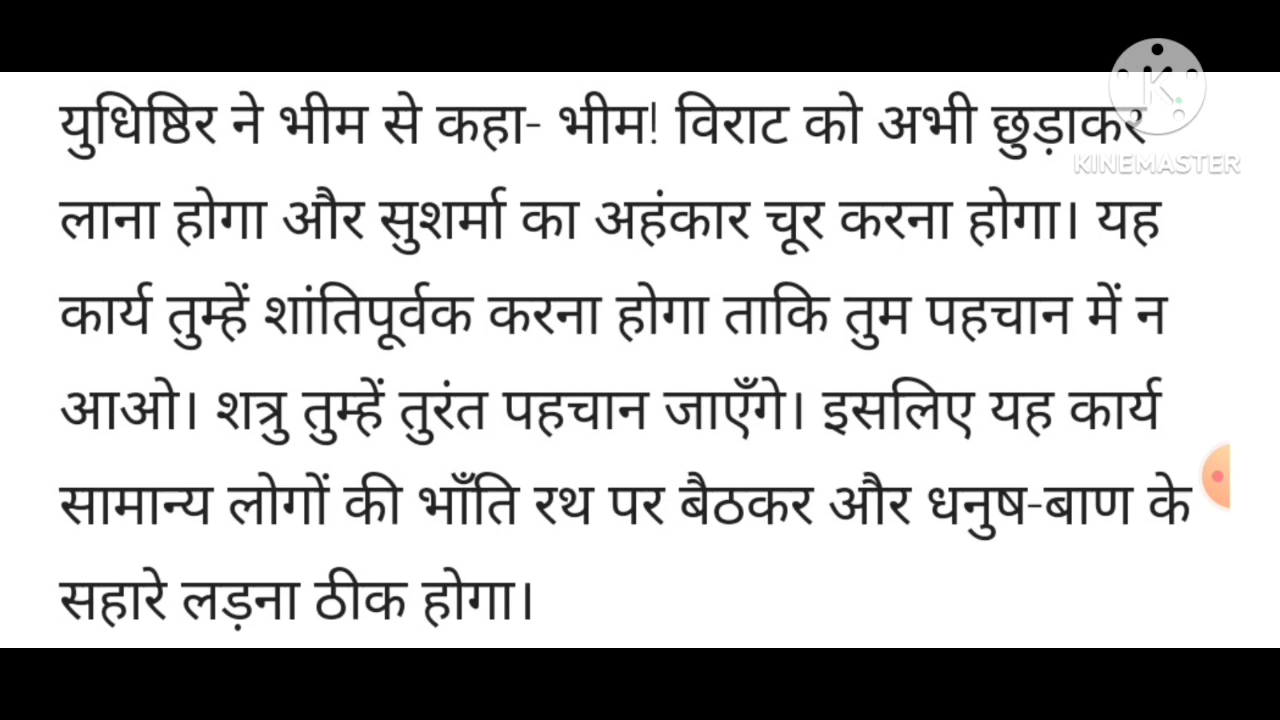 युधिष्ठिर ने भीम से कहा- भीम! विराट को अभी छुड़ाकर
लाना होगा और सुशर्मा का अहंकार चूर करना होगा। यह
कार्य तुम्हें शांतिपूर्वक करना होगा ताकि तुम पहचान में न
आओ। शत्रु तुम्हें तुरंत पहचान जाएँगे। इसलिए यह कार्य
सामान्य लोगों की भाँति रथ पर बैठकर और धनुष-बाण के
सहारे लड़ना ठीक होगा।
K
KINEMASTER